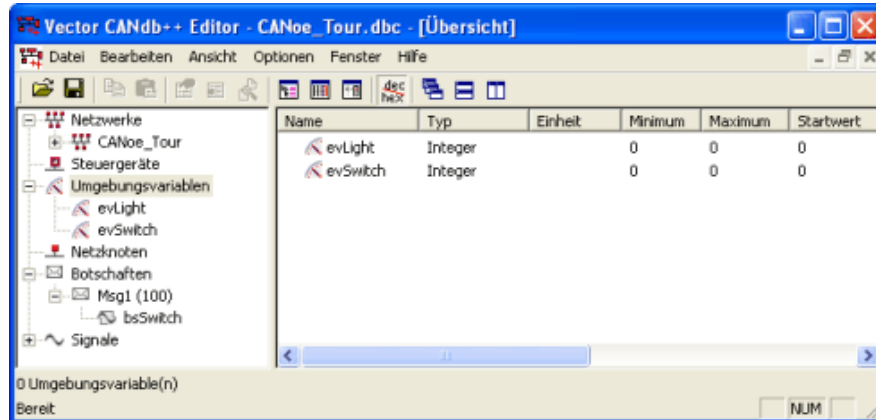 Vector CANdb++ Editor - CANoe_Tour.dbc - [Übersicht]
Datei Bearbeiten Ansicht Optionen Fenster Hilfe
dec
hex
Netzwerke
CANoe_Tour
Steuergeräte
Umgebungsvariablen
evLight
evSwitch
Netzknoten
Botschaften
Msg1 (100)
bsSwitch
Signale
Name Typ Einheit Minimum Maximum Startwert
evLight Integer 0 0 0
evSwitch Integer 0 0 0
0 Umgebungsvariable(n)
Bereit NUM